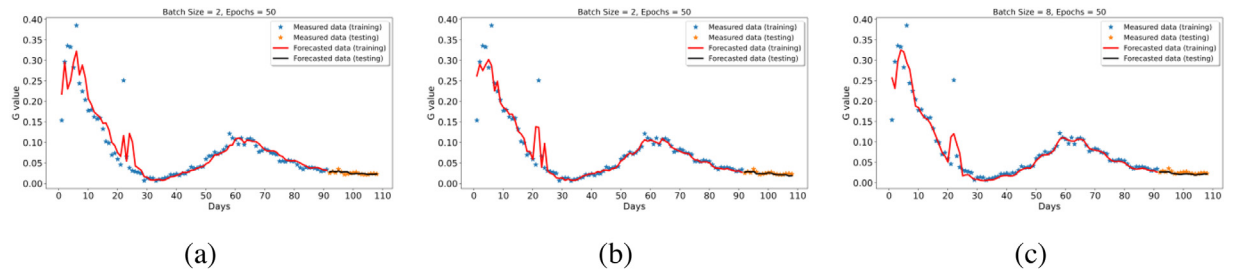 Batch Size = 2, Epochs = 50
0.40
0.35
0.30
0.25
0.20
0.15
0.10
0.05
0.00
G value
Measured data (training)
Measured data (testing)
Forecasted data (training)
Forecasted data (testing)
0 10 20 30 40 50 60 70 80 90 100 110
Days
(a)
Batch Size = 2, Epochs = 50
0.40
0.35
0.30
0.25
0.20
0.15
0.10
0.05
0.00
G value
Measured data (training)
Measured data (testing)
Forecasted data (training)
Forecasted data (testing)
0 10 20 30 40 50 60 70 80 90 100 110
Days
(b)
Batch Size = 8, Epochs = 50
0.40
0.35
0.30
0.25
0.20
0.15
0.10
0.05
0.00
G value
Measured data (training)
Measured data (testing)
Forecasted data (training)
Forecasted data (testing)
0 10 20 30 40 50 60 70 80 90 100 110
Days
(c)